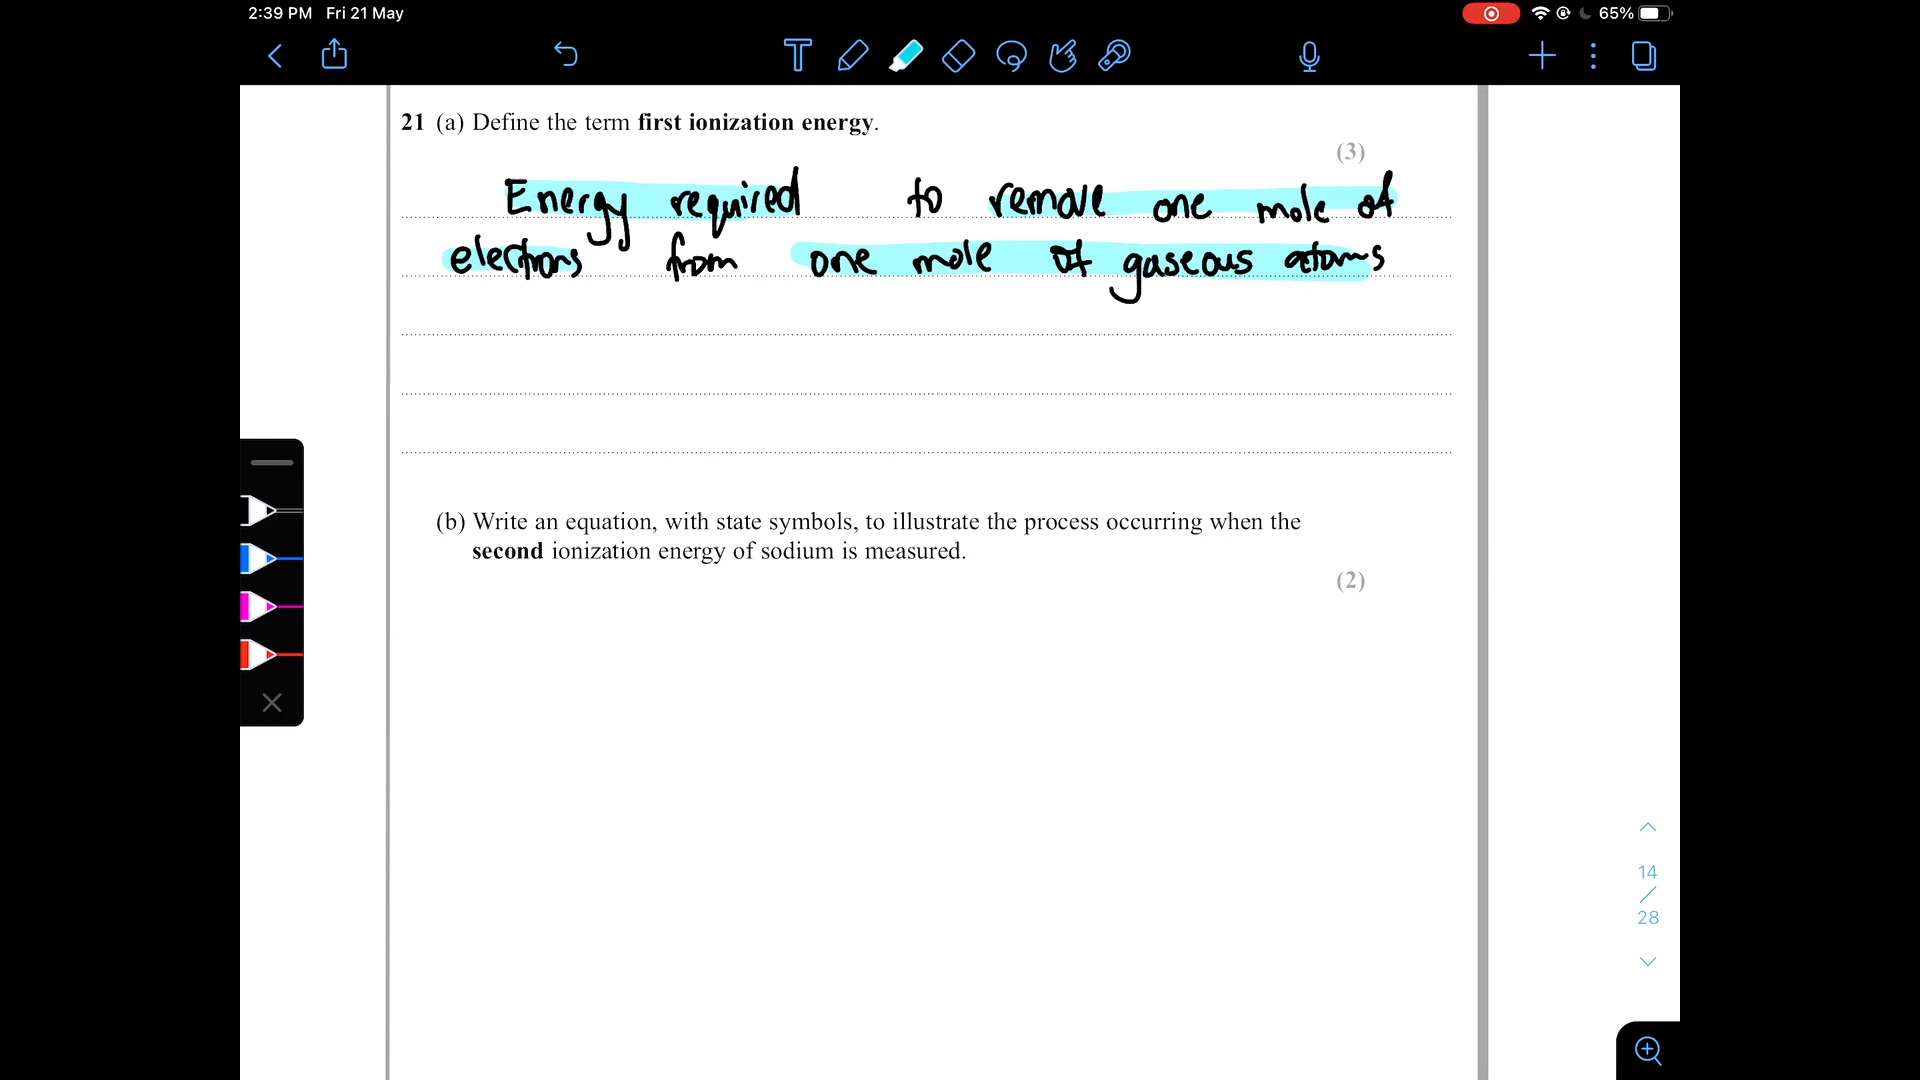 2:39 PM Fri 21 May
65%
21 (a) Define the term first ionization energy.
(3)
Energy required to remove one mole of
electrons from one mole of gaseous atoms
(b) Write an equation, with state symbols, to illustrate the process occurring when the
second ionization energy of sodium is measured.
(2)
14
/
28